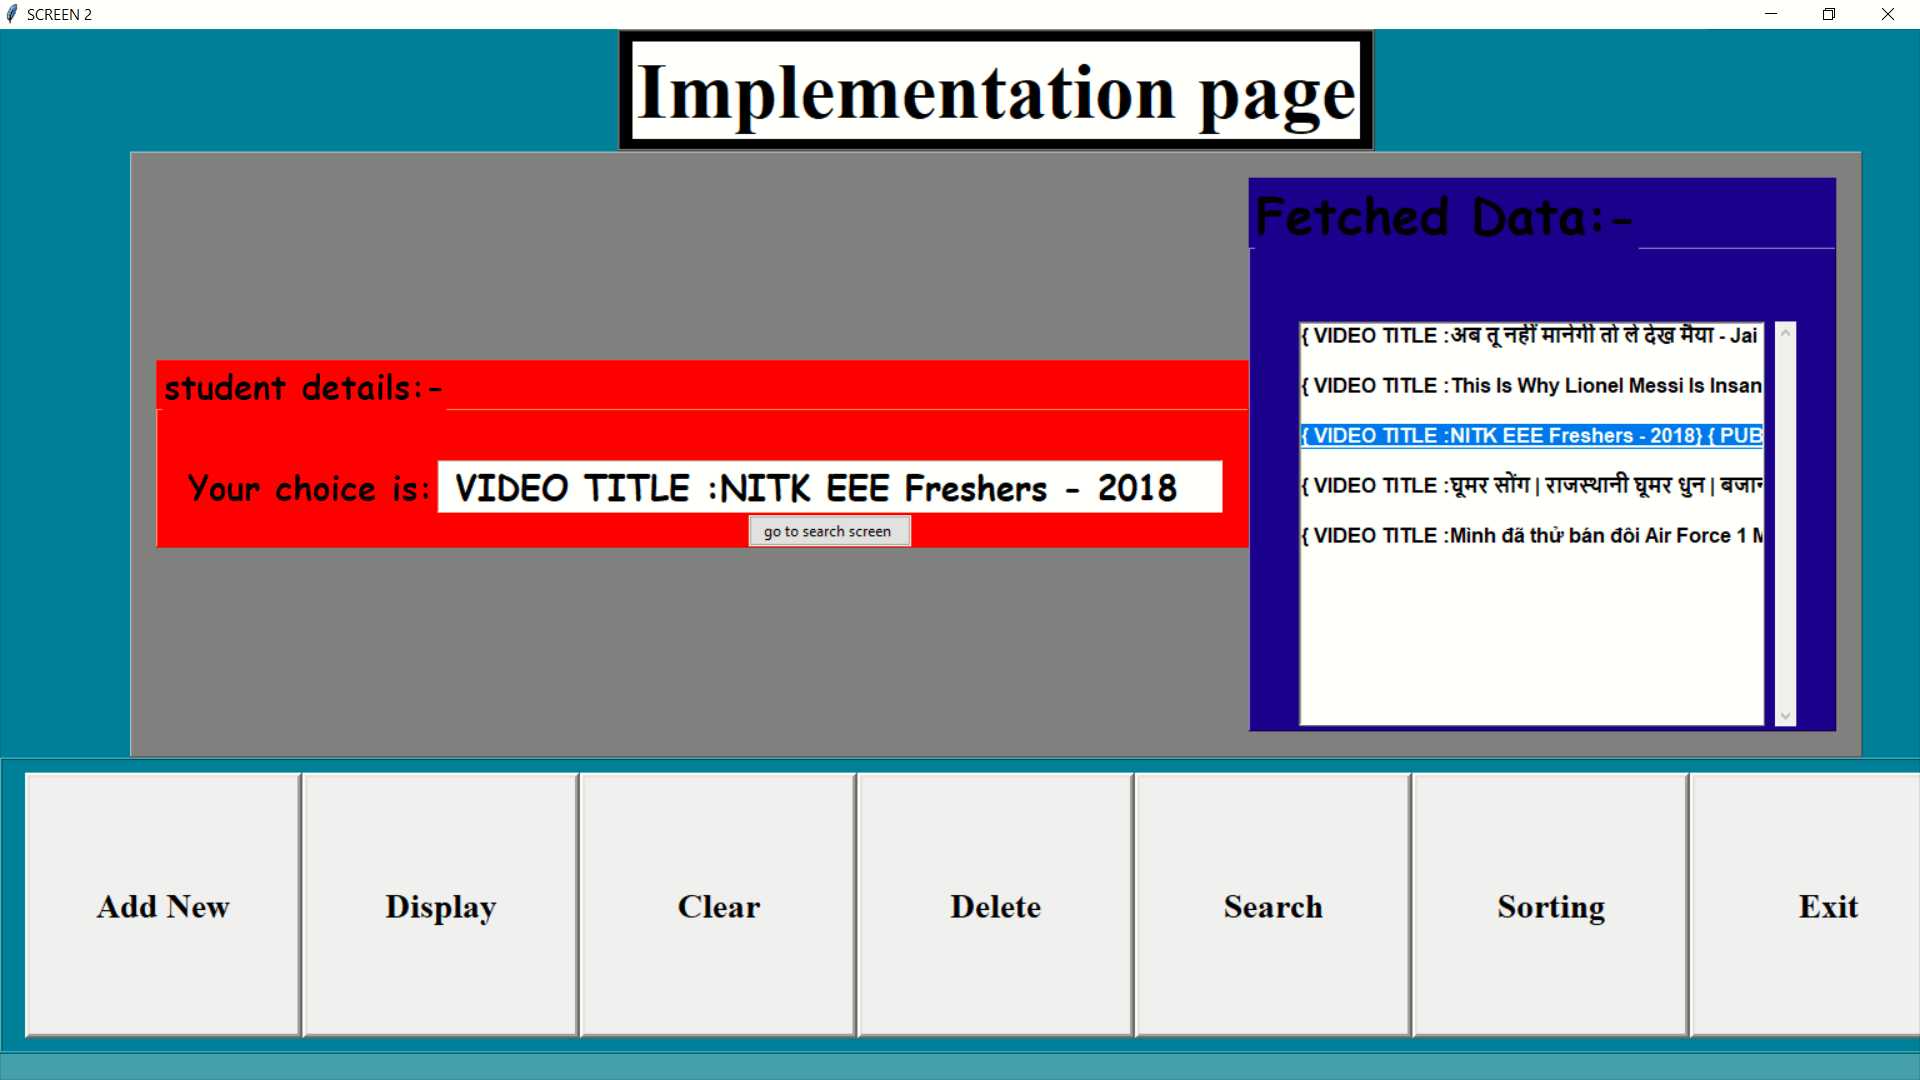 SCREEN 2
Implementation page
Fetched Data:-
{ VIDEO TITLE :अब तू नहीं मानेगी तो ले देख मैया - Jai
{ VIDEO TITLE :This Is Why Lionel Messi Is Insan
{ VIDEO TITLE :NITK EEE Freshers - 2018} { PUB
{ VIDEO TITLE :घूमर सोंग | राजस्थानी घूमर धुन | बजान
{ VIDEO TITLE :Mình đã thử bán đôi Air Force 1 M
student details:-
Your choice is: VIDEO TITLE :NITK EEE Freshers - 2018
go to search screen
Add New
Display
Clear
Delete
Search
Sorting
Exit